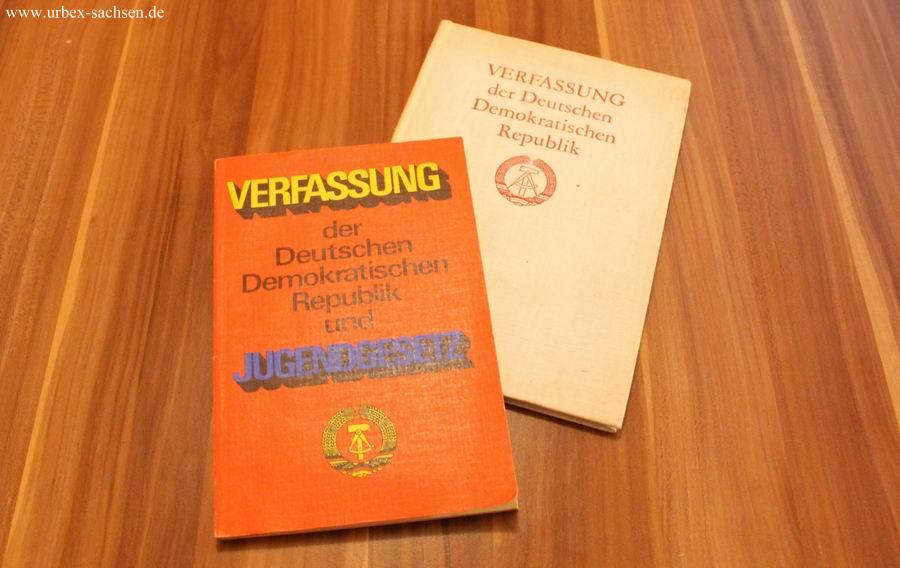 www.urbex-sachsen.de
VERFASSUNG
der Deutschen
Demokratischen
Republik
VERFASSUNG
der
Deutschen
Demokratischen
Republik
und
JUGENDGESETZ